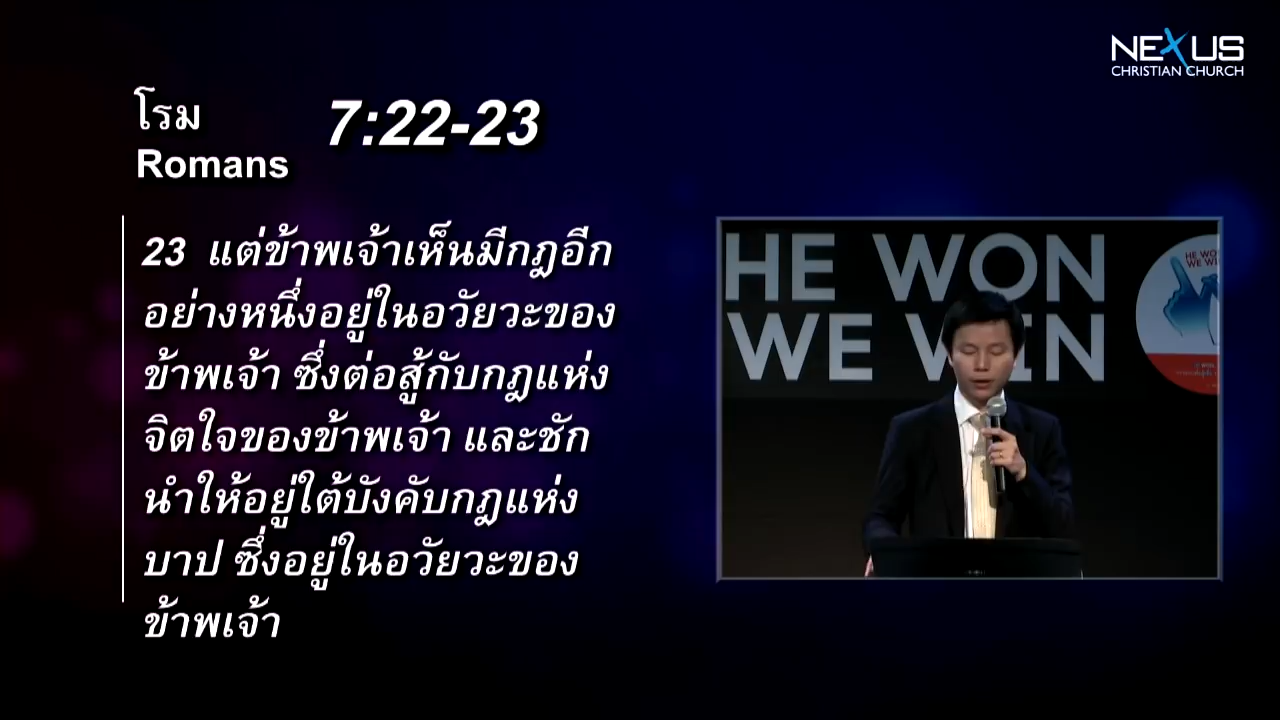 NEXUS
CHRISTIAN CHURCH
โรม
Romans
7:22-23
23 แต่ข้าพเจ้าเห็นมีกฎอีก
อย่างหนึ่งอยู่ในอวัยวะของ
ข้าพเจ้า ซึ่งต่อสู้กับกฎแห่ง
จิตใจของข้าพเจ้า และชัก
นำให้อยู่ใต้บังคับกฎแห่ง
บาป ซึ่งอยู่ในอวัยวะของ
ข้าพเจ้า
HE WON
WE WIN
HE WON
WE WIN